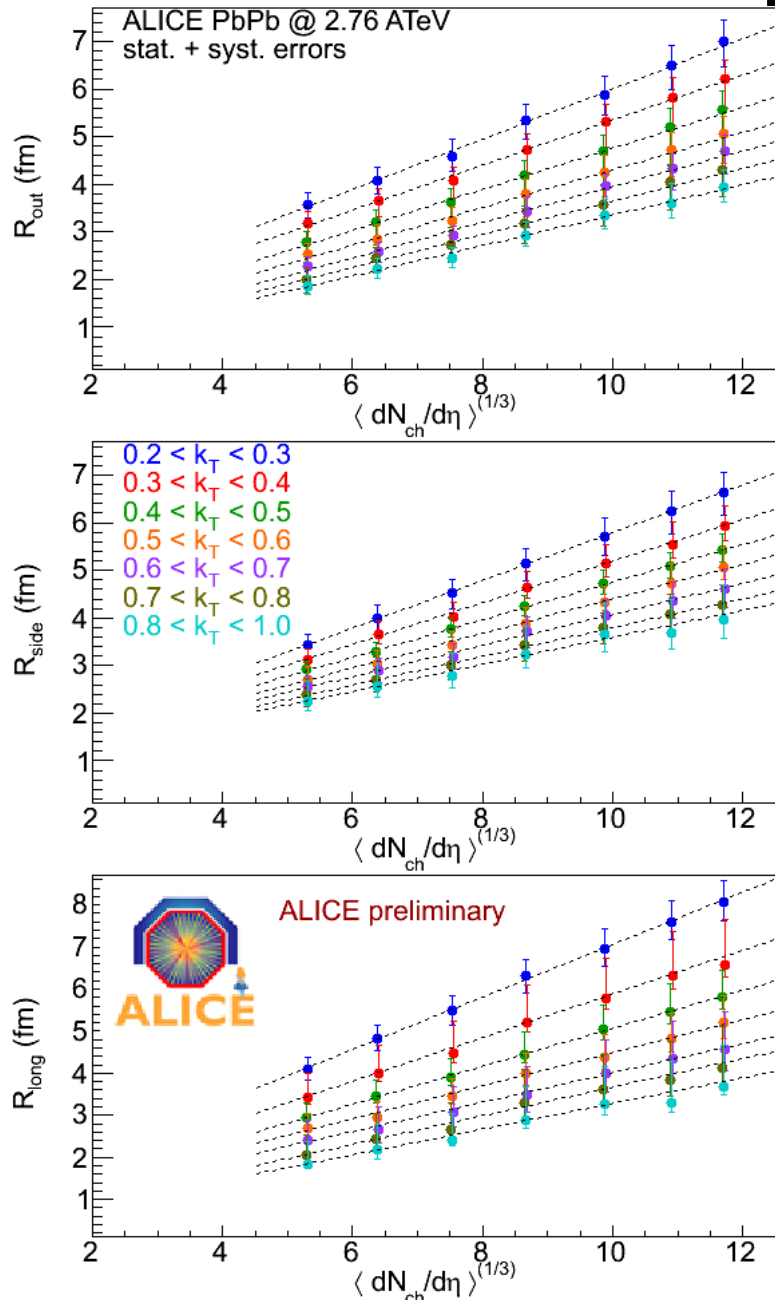 ALICE PbPb @ 2.76 ATeV
stat. + syst. errors
7
6
5
4
3
2
1
R_out (fm)
2 4 6 8 10 12
⟨ dN_ch/dη ⟩^(1/3)
0.2 < k_T < 0.3
0.3 < k_T < 0.4
0.4 < k_T < 0.5
0.5 < k_T < 0.6
0.6 < k_T < 0.7
0.7 < k_T < 0.8
0.8 < k_T < 1.0
7
6
5
4
3
2
1
R_side (fm)
2 4 6 8 10 12
⟨ dN_ch/dη ⟩^(1/3)
ALICE preliminary
ALICE
8
7
6
5
4
3
2
1
R_long (fm)
2 4 6 8 10 12
⟨ dN_ch/dη ⟩^(1/3)